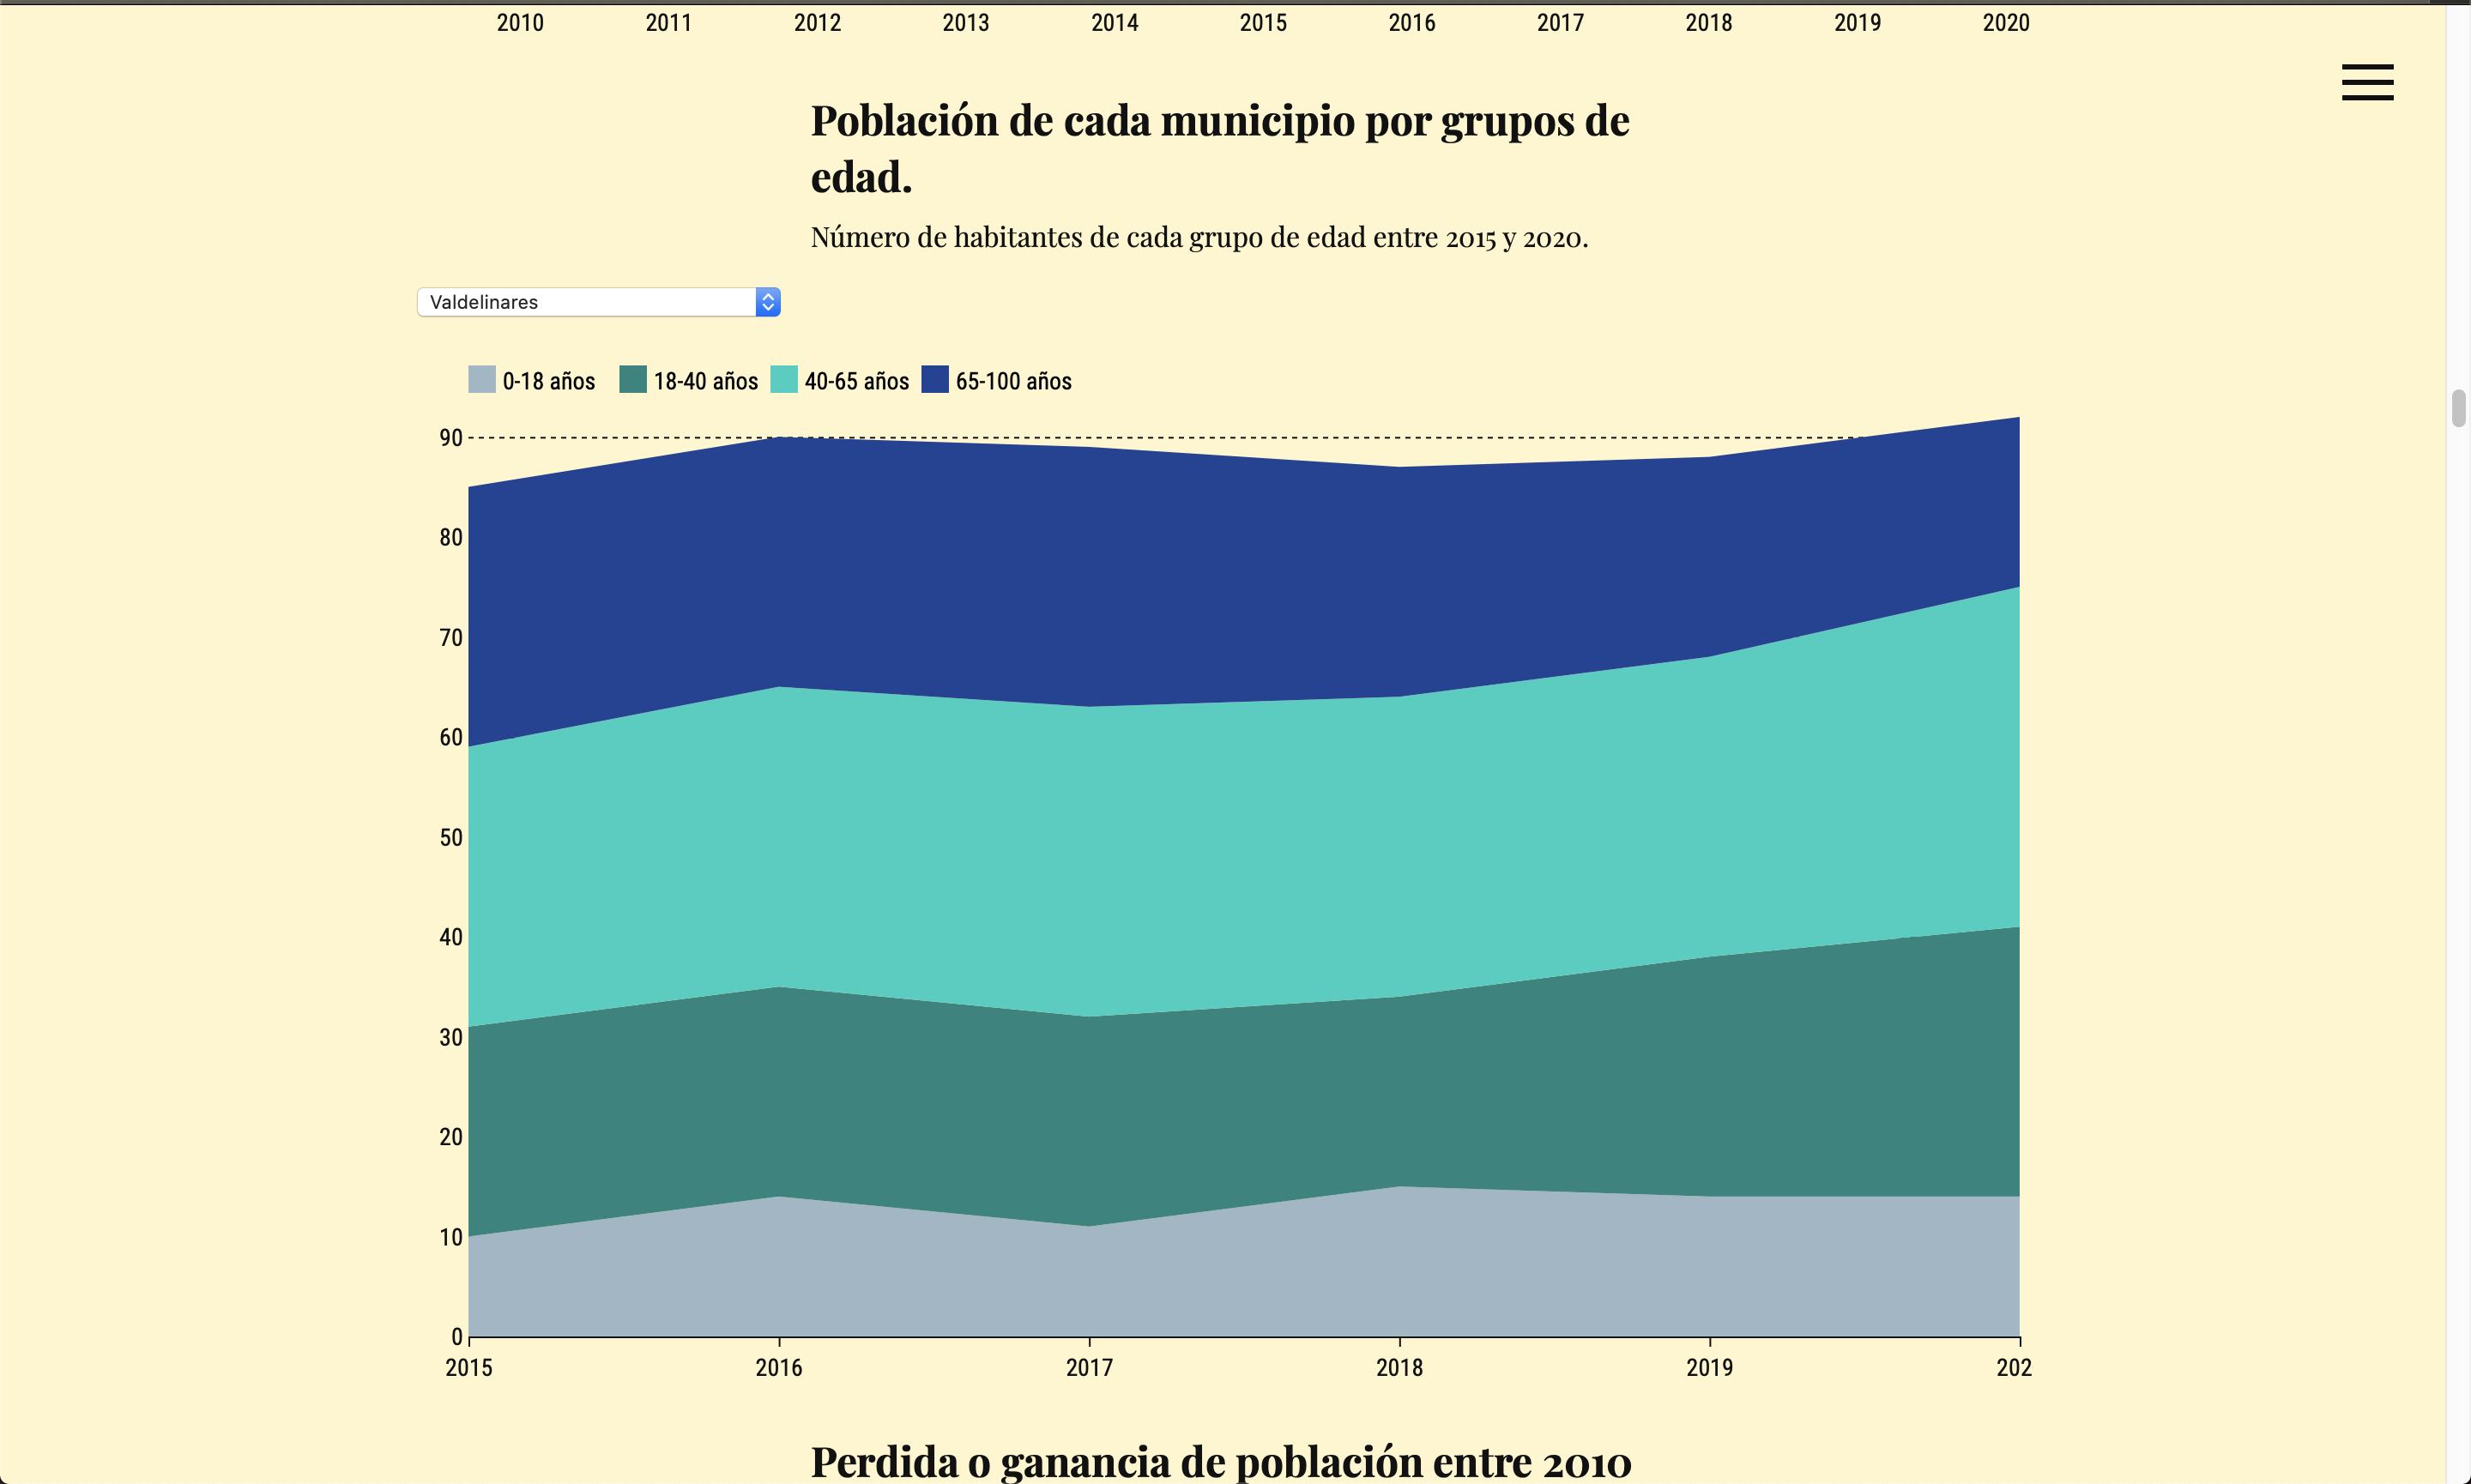 2010 2011 2012 2013 2014 2015 2016 2017 2018 2019 2020
Población de cada municipio por grupos de
edad.
Número de habitantes de cada grupo de edad entre 2015 y 2020.
Valdelinares
0-18 años 18-40 años 40-65 años 65-100 años
90
80
70
60
50
40
30
20
10
0
2015 2016 2017 2018 2019 202
Perdida o ganancia de población entre 2010